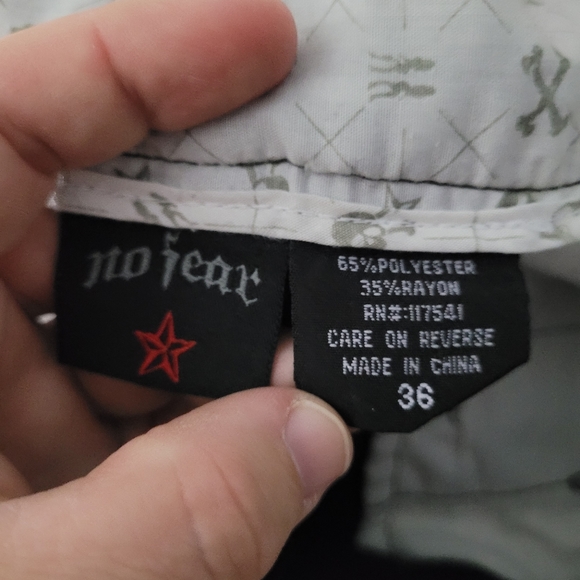 no fear
65%POLYESTER
35%RAYON
RN#:117541
CARE ON REVERSE
MADE IN CHINA
36